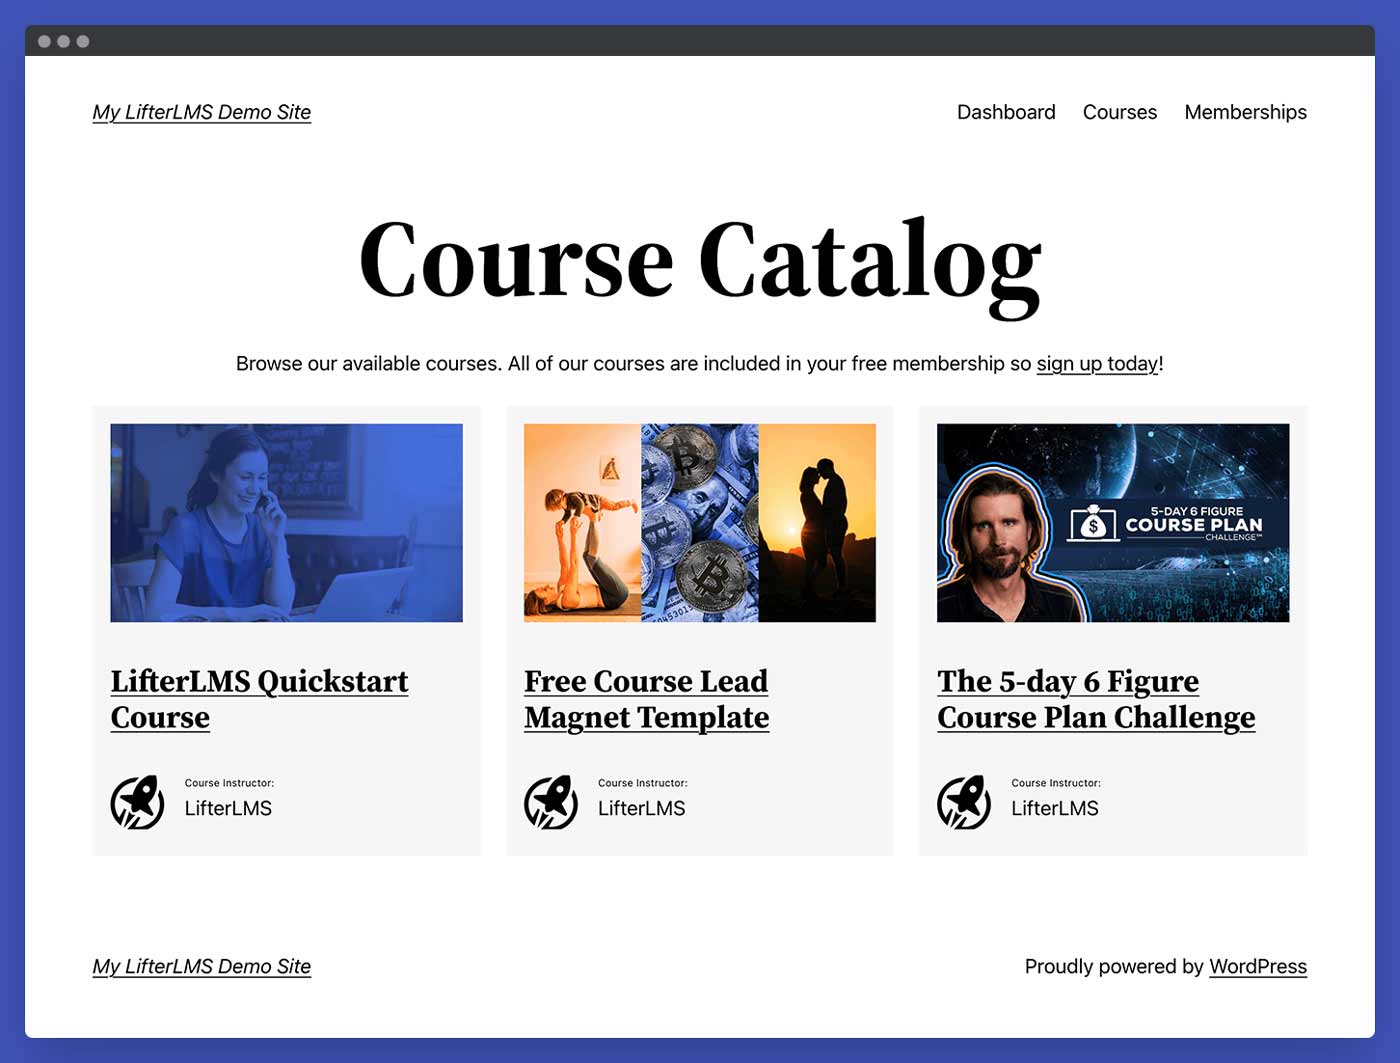 My LifterLMS Demo Site
Dashboard Courses Memberships
Course Catalog
Browse our available courses. All of our courses are included in your free membership so sign up today!
5-DAY 6 FIGURE
COURSE PLAN
CHALLENGE™
LifterLMS Quickstart
Course
Course Instructor:
LifterLMS
Free Course Lead
Magnet Template
Course Instructor:
LifterLMS
The 5-day 6 Figure
Course Plan Challenge
Course Instructor:
LifterLMS
My LifterLMS Demo Site
Proudly powered by WordPress